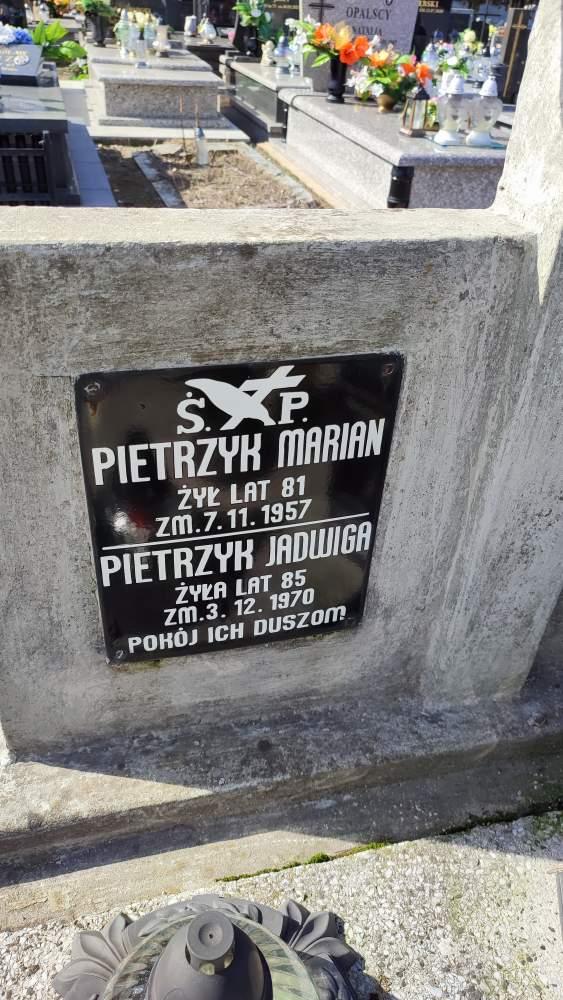 OPALSCY
NATALIA
Ś. P.
PIETRZYK MARIAN
ŻYŁ LAT 81
ZM. 7. 11. 1957
PIETRZYK JADWIGA
ŻYŁA LAT 85
ZM. 3. 12. 1970
POKÓJ ICH DUSZOM